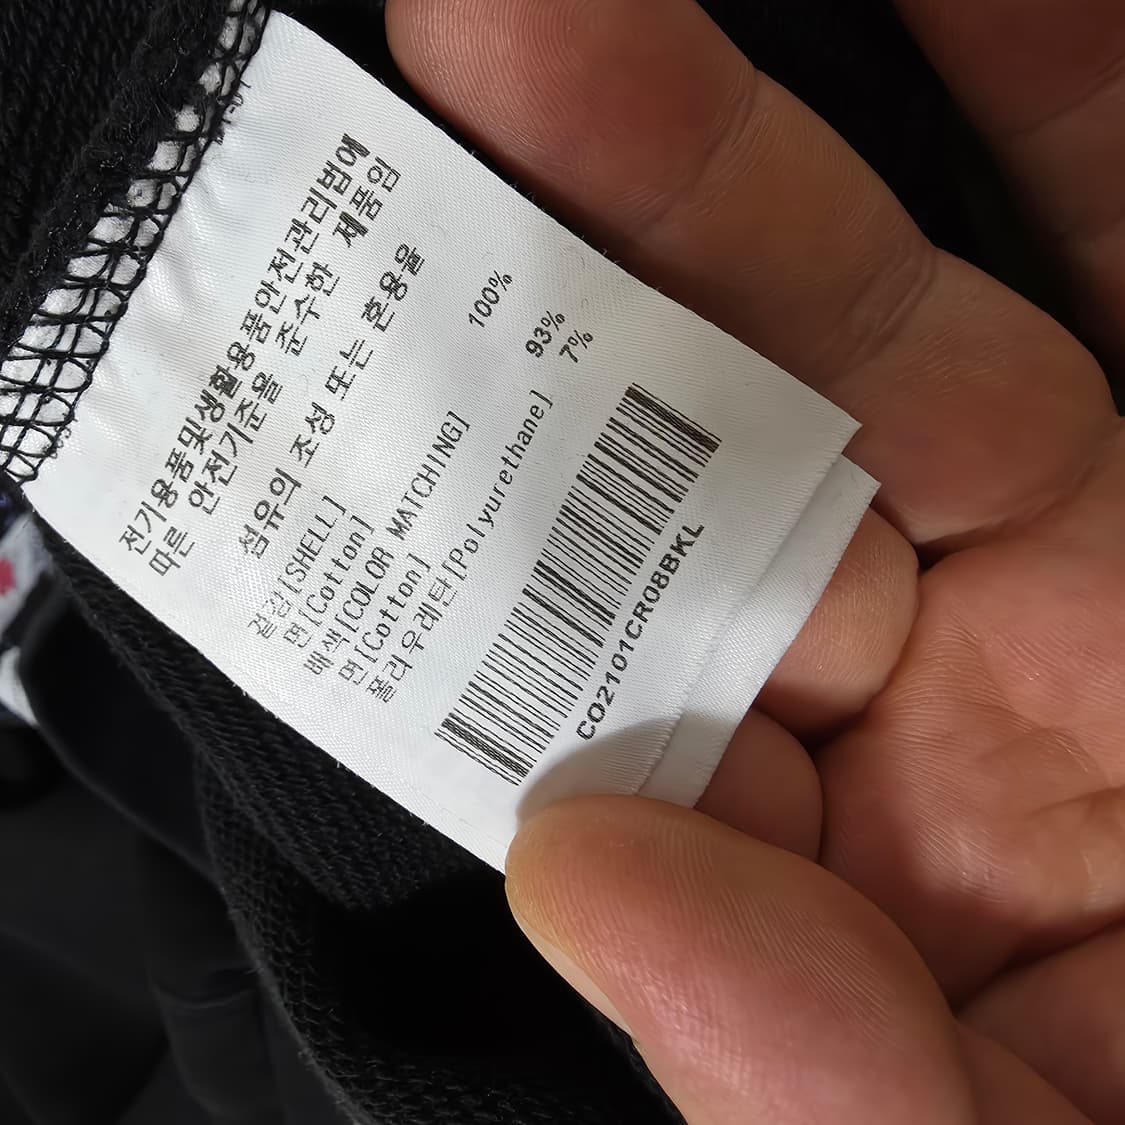 전기용품및생활용품안전관리법에
따른 안전기준을 준수한 제품임
섬유의 조성 또는 혼용율
겉감[SHELL]
면[Cotton] 100%
배색[COLOR MATCHING]
면[Cotton] 93%
폴리우레탄[Polyurethane] 7%
CO2101CR08BKL